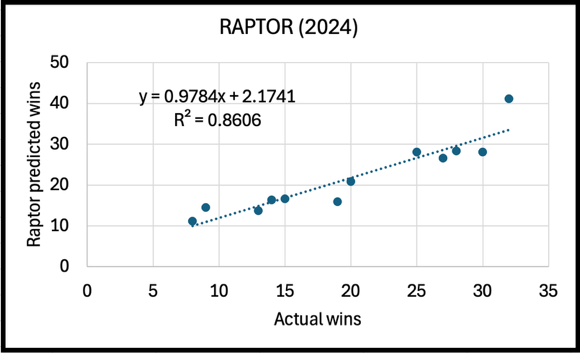 RAPTOR (2024)
y = 0.9784x + 2.1741
R² = 0.8606
Raptor predicted wins
50
40
30
20
10
0
0 5 10 15 20 25 30 35
Actual wins